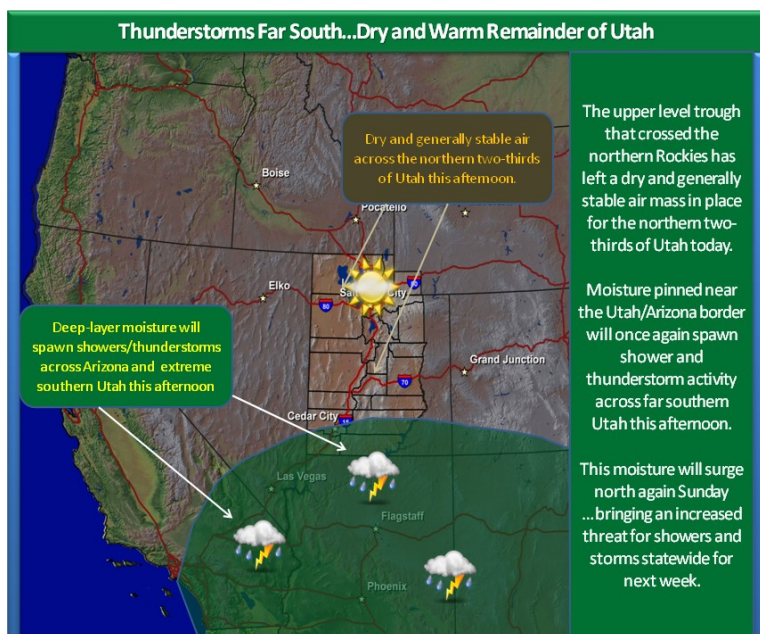 Thunderstorms Far South...Dry and Warm Remainder of Utah
Dry and generally stable air
across the northern two-thirds
of Utah this afternoon.
Boise
Pocatello
Elko
80
80
Deep-layer moisture will
spawn showers/thunderstorms
across Arizona and extreme
southern Utah this afternoon
Grand Junction
70
Cedar City
15
Las Vegas
Flagstaff
Phoenix
The upper level trough
that crossed the
northern Rockies has
left a dry and generally
stable air mass in place
for the northern two-
thirds of Utah today.
Moisture pinned near
the Utah/Arizona border
will once again spawn
shower and
thunderstorm activity
across far southern
Utah this afternoon.
This moisture will surge
north again Sunday
...bringing an increased
threat for showers and
storms statewide for
next week.